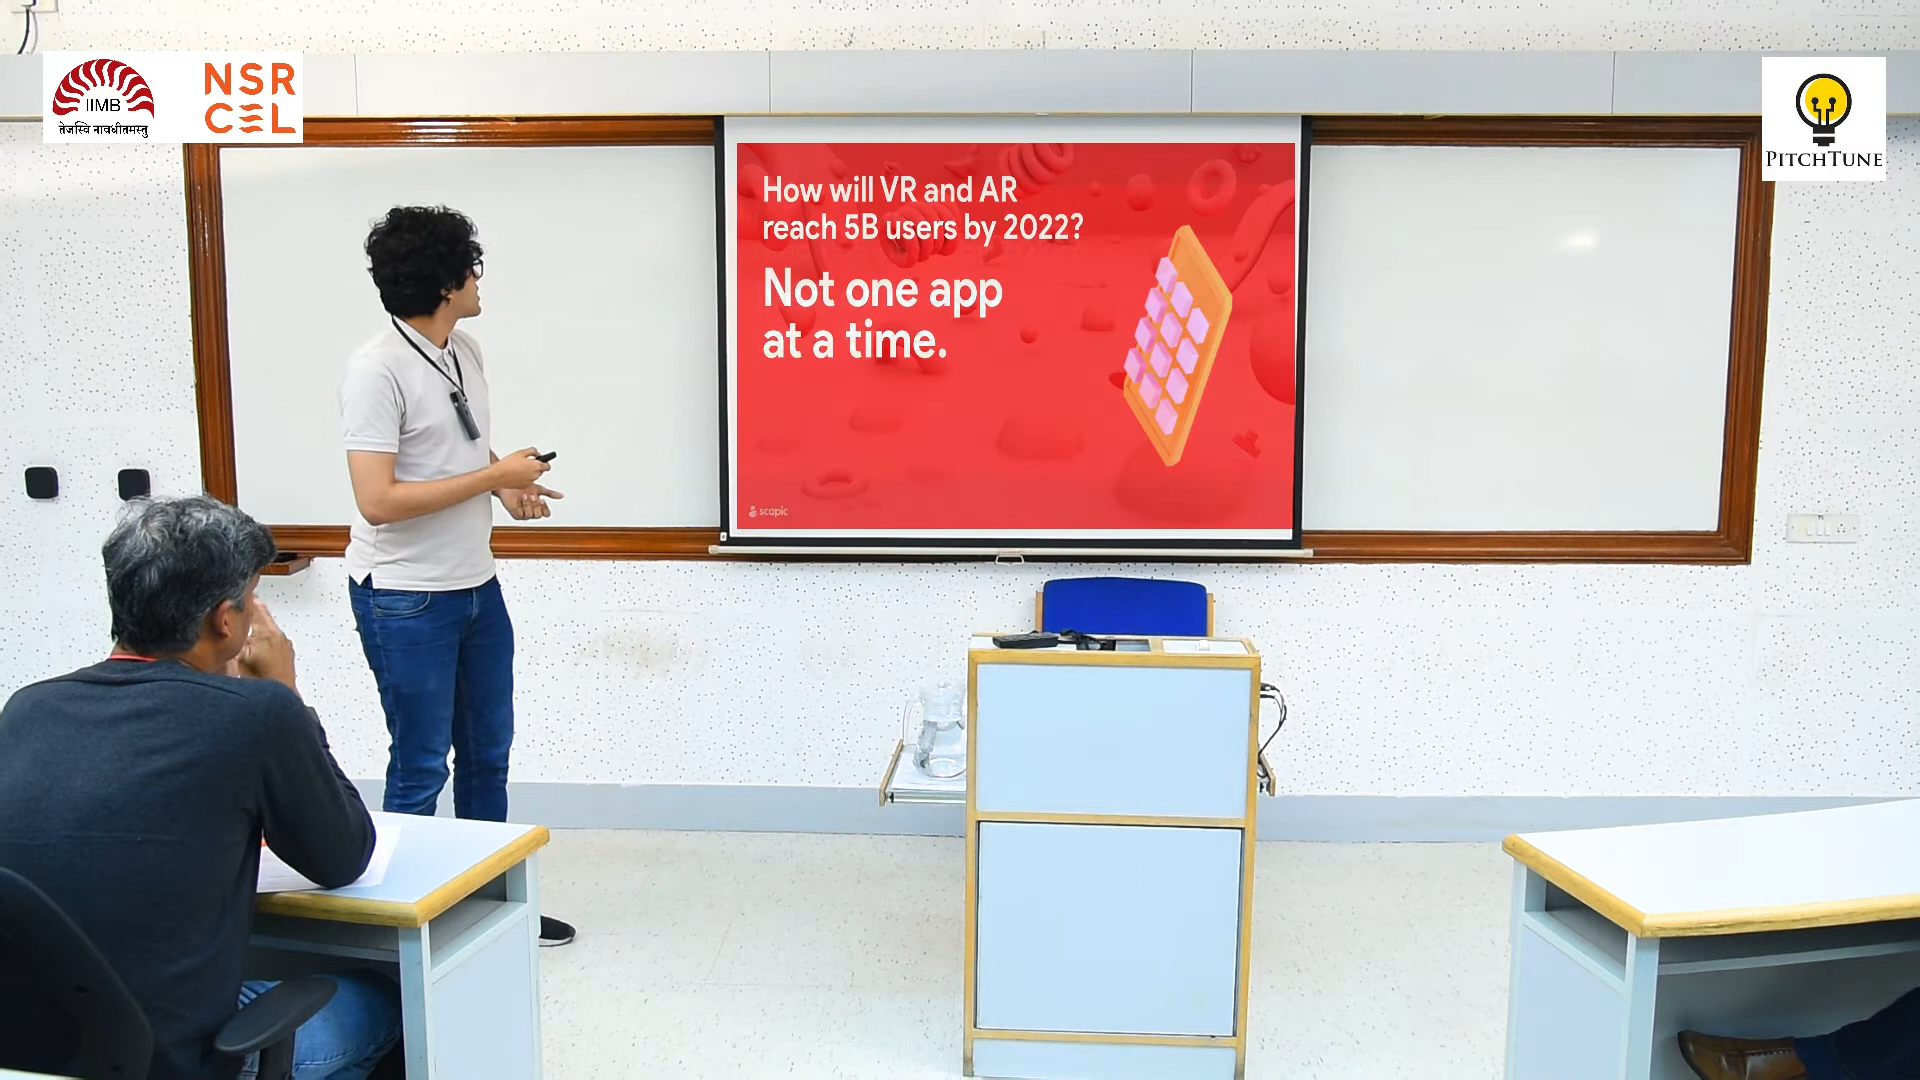 IIMB
तेजस्वि नावधीतमस्तु
NSR
CEL
PITCHTUNE
How will VR and AR
reach 5B users by 2022?
Not one app
at a time.
scapic